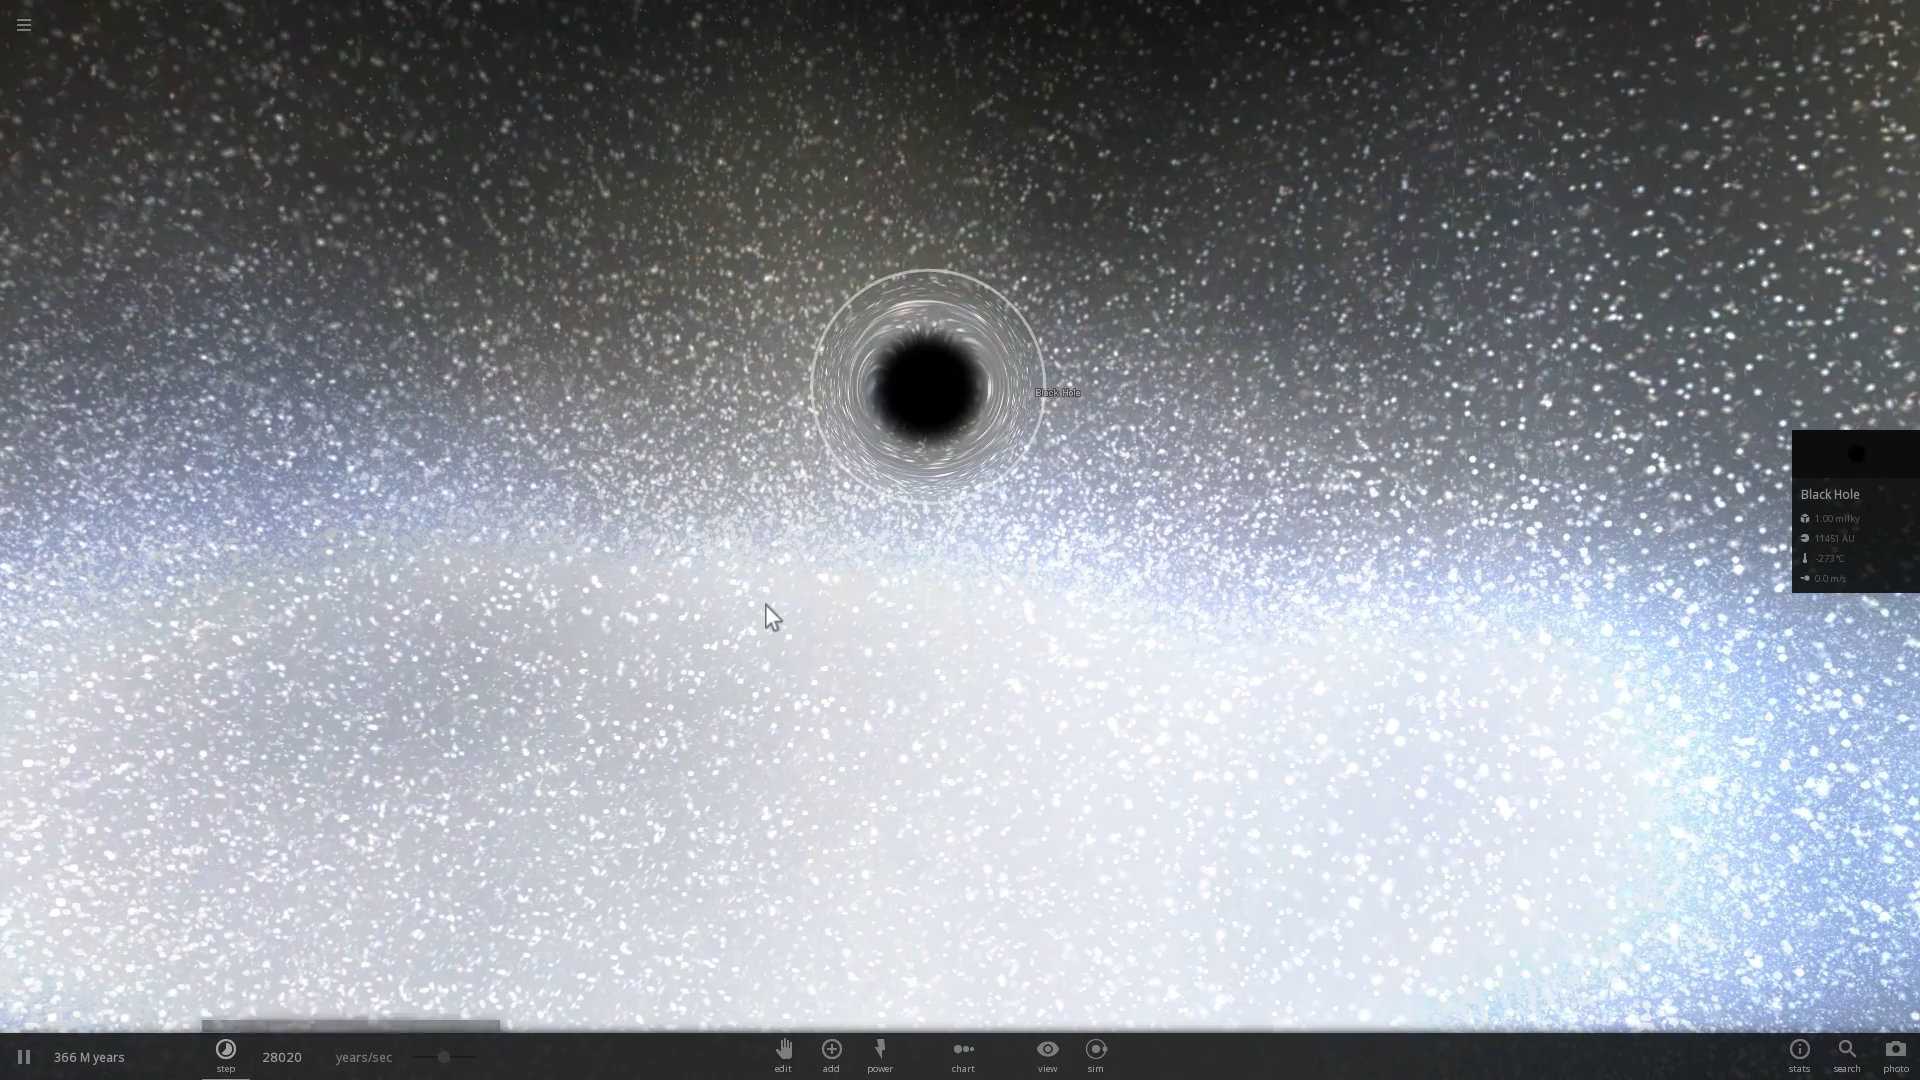 Black Hole
Black Hole
1.00 milky
11451 AU
-273°C
0.0 m/s
366 M years
step
28020
years/sec
edit
add
power
chart
view
sim
stats
search
photo